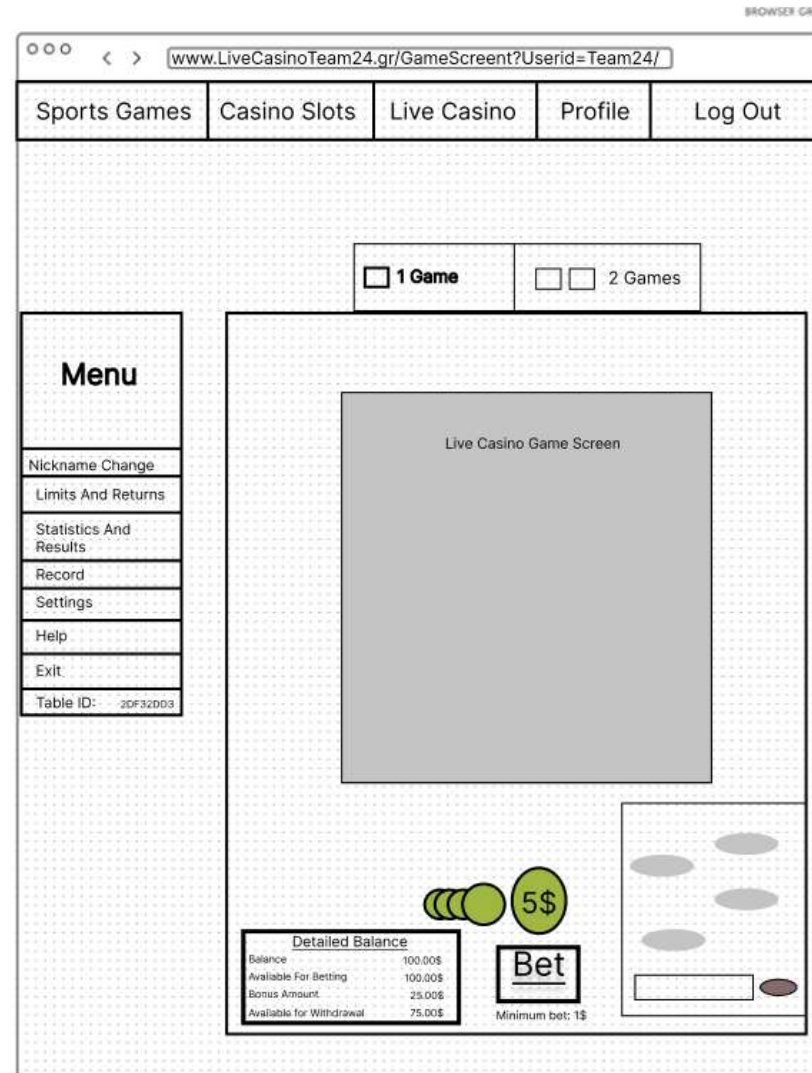 BROWSER GR
www.LiveCasinoTeam24.gr/GameScreent?Userid=Team24/
Sports Games Casino Slots Live Casino Profile Log Out
1 Game 2 Games
Menu
Nickname Change
Limits And Returns
Statistics And
Results
Record
Settings
Help
Exit
Table ID: 2DF32DD3
Live Casino Game Screen
5$
Detailed Balance
Balance 100.00$
Available For Betting 100.00$
Bonus Amount 25.00$
Available for Withdrawal 75.00$
Bet
Minimum bet: 1$